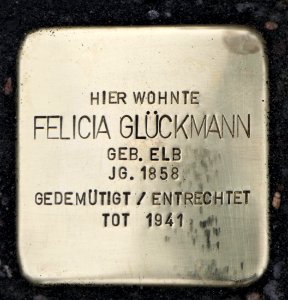 HIER WOHNTE
FELICIA GLÜCKMANN
GEB. ELB
JG. 1858
GEDEMÜTIGT / ENTRECHTET
TOT 1941